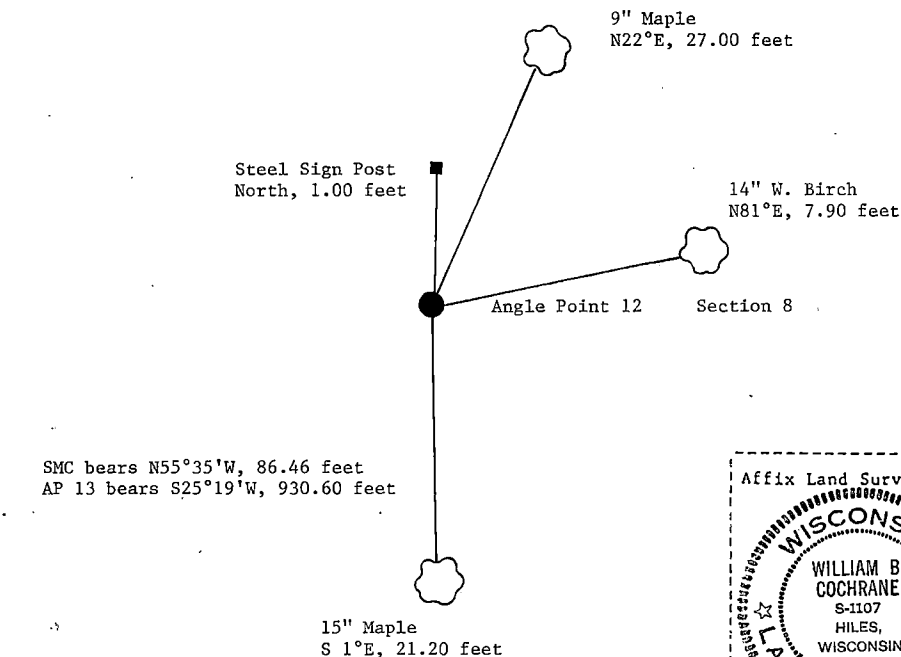 9" Maple
N22°E, 27.00 feet
Steel Sign Post
North, 1.00 feet
14" W. Birch
N81°E, 7.90 feet
Angle Point 12 Section 8
SMC bears N55°35'W, 86.46 feet
AP 13 bears S25°19'W, 930.60 feet
15" Maple
S 1°E, 21.20 feet
Affix Land
WILLIAM B
COCHRANE
S-1107
HILES,
WISCONSIN